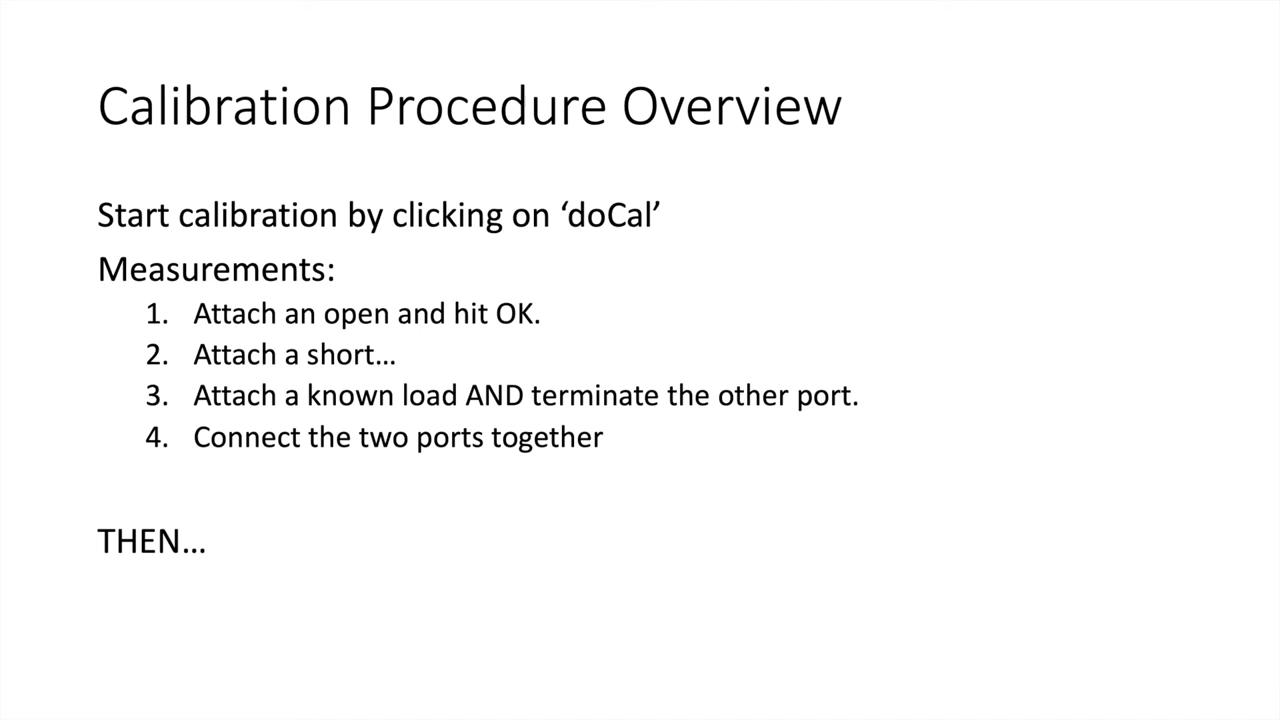 Calibration Procedure Overview
Start calibration by clicking on ‘doCal’
Measurements:
1. Attach an open and hit OK.
2. Attach a short…
3. Attach a known load AND terminate the other port.
4. Connect the two ports together
THEN…